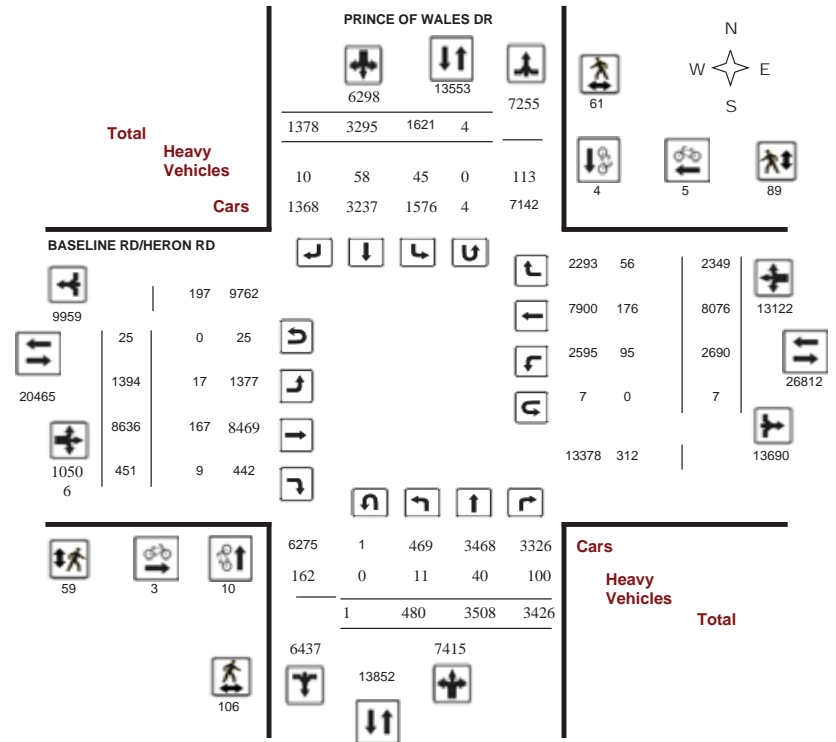 PRINCE OF WALES DR
N
W E
S
6298 13553 7255
61
1378 3295 1621 4
Total
Heavy
Vehicles
10 58 45 0 113
Cars 1368 3237 1576 4 7142
4 5 89
BASELINE RD/HERON RD
9959
197 9762
25 0 25
20465
1394 17 1377
8636 167 8469
1050
6
451 9 442
2293 56 2349
13122
7900 176 8076
2595 95 2690
26812
7 0 7
13378 312 13690
6275 1 469 3468 3326
162 0 11 40 100
1 480 3508 3426
Cars
Heavy
Vehicles
Total
59 3 10
6437 13852 7415
106